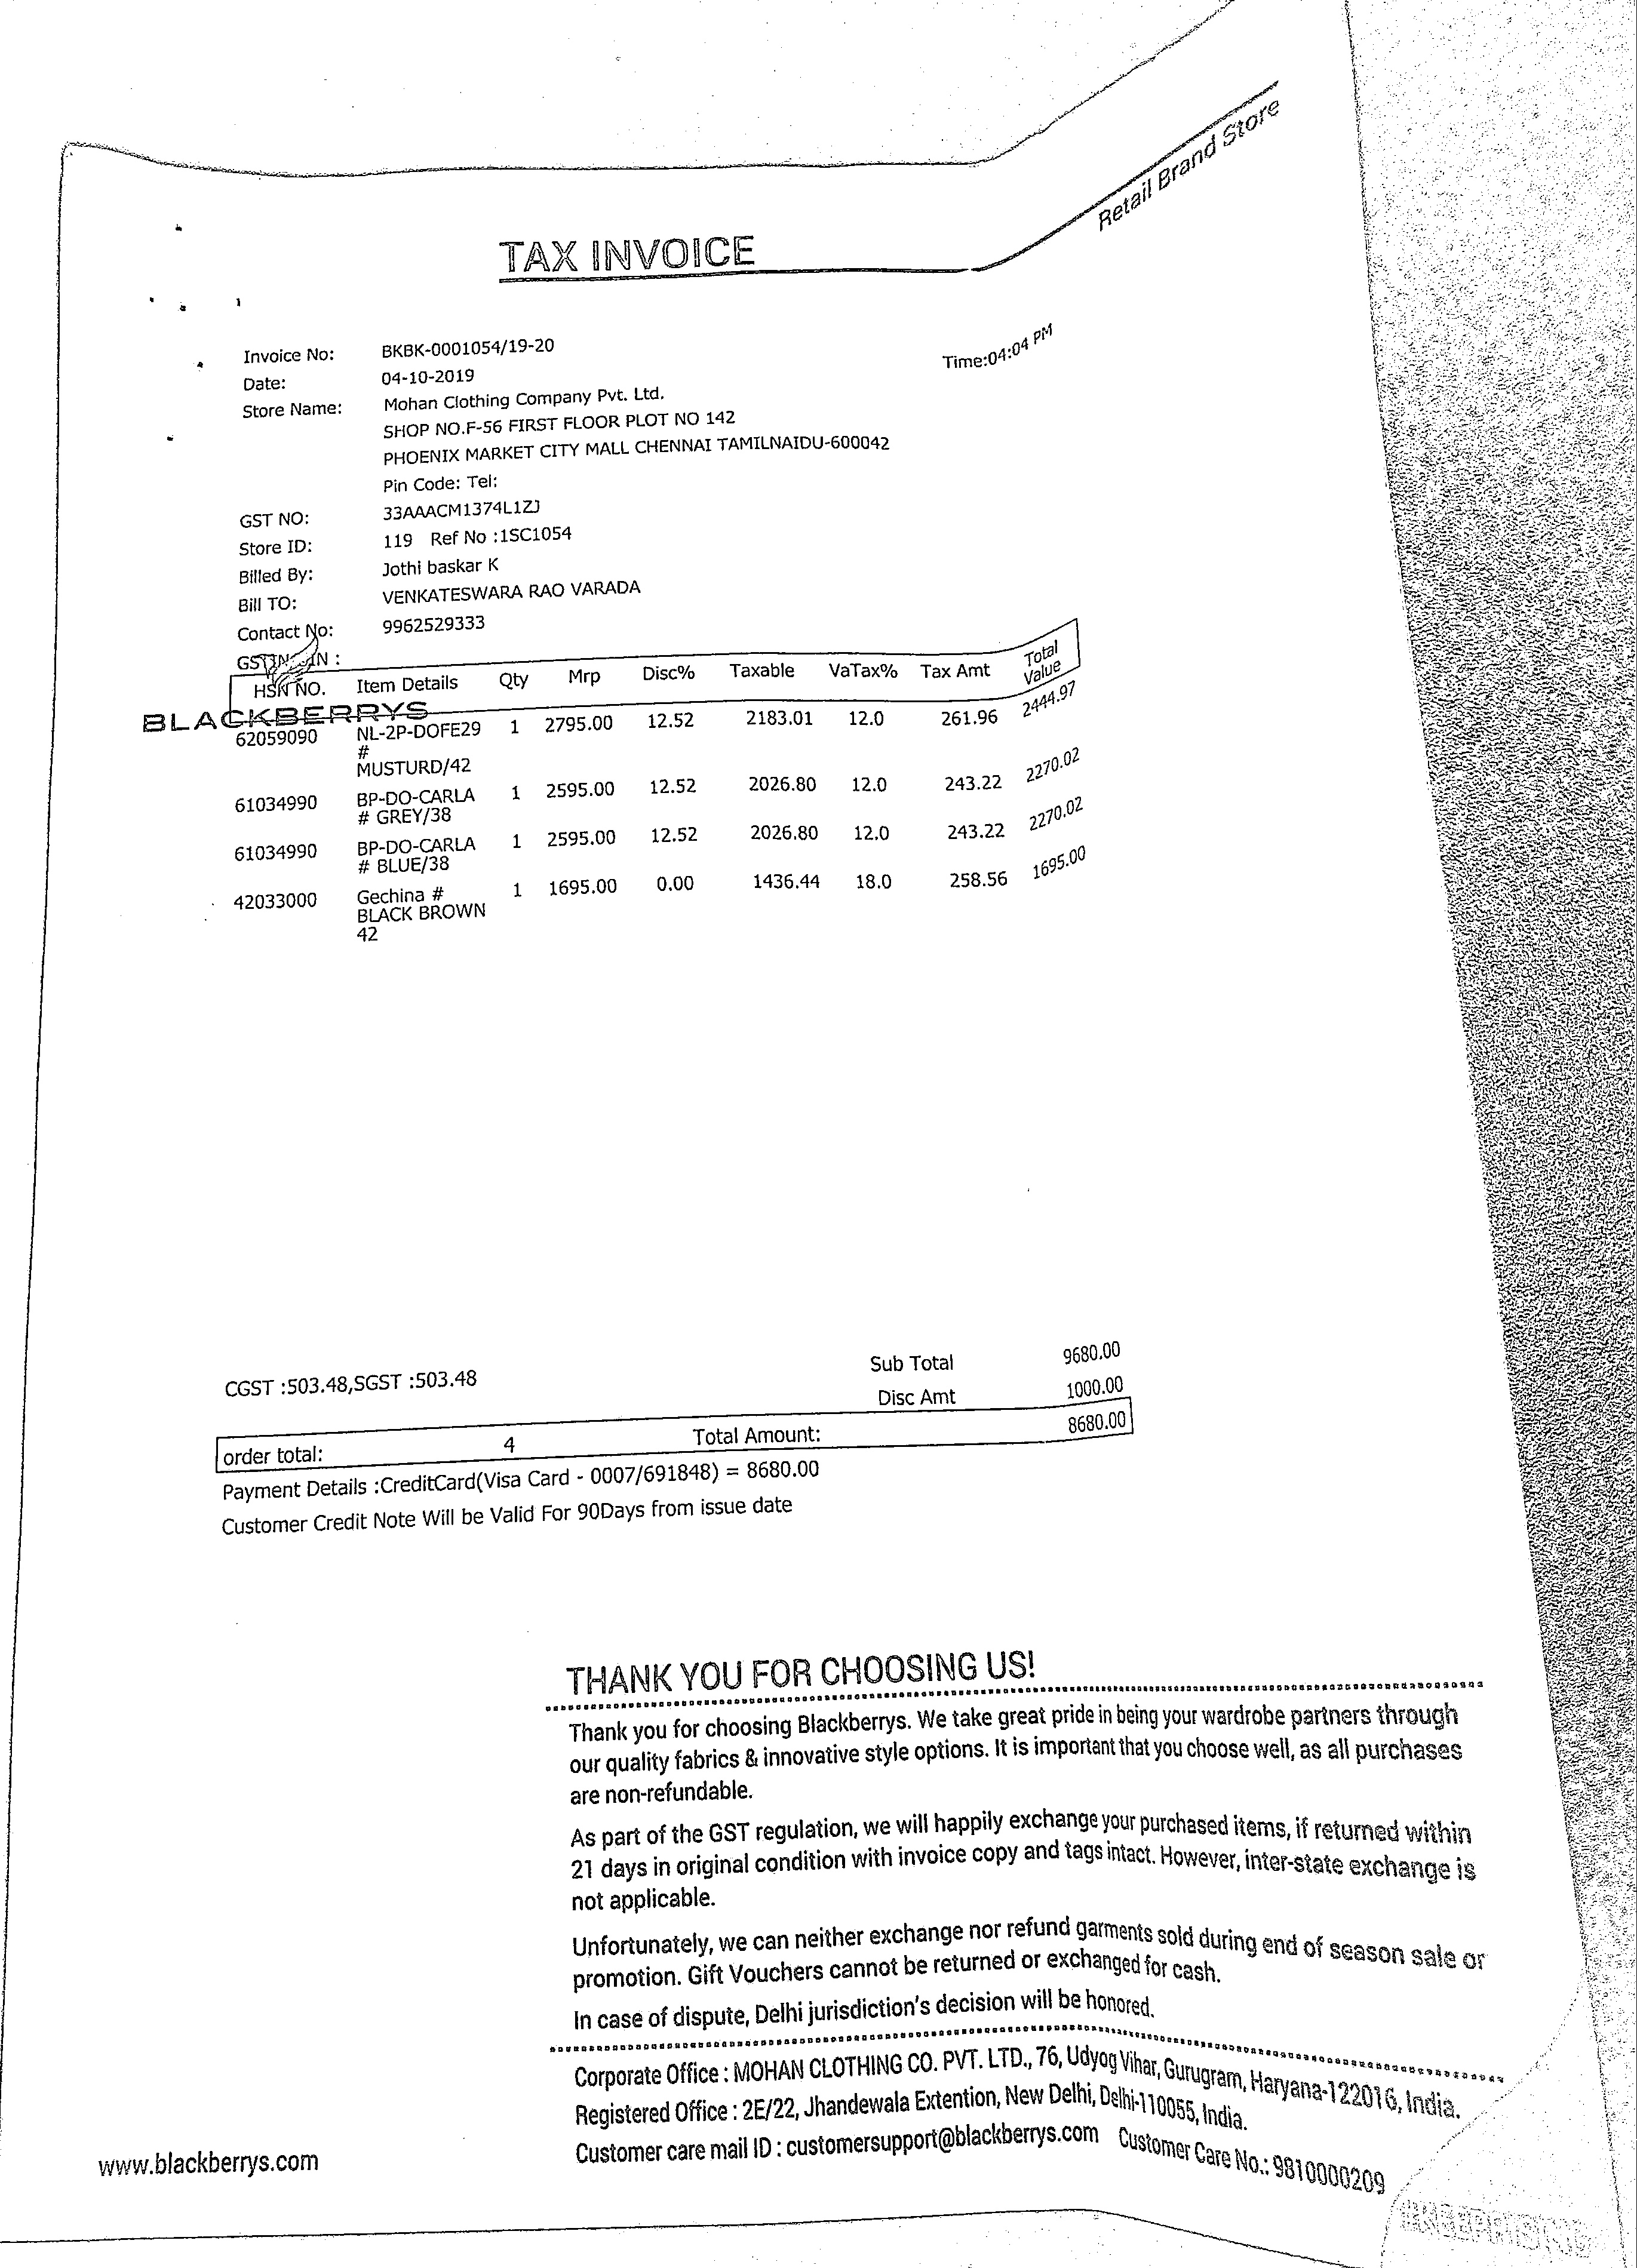 Retail Brand Store
TAX INVOICE
Invoice No: BKBK-0001054/19-20
Time:04:04 PM
Date: 04-10-2019
Store Name: Mohan Clothing Company Pvt. Ltd.
SHOP NO.F-56 FIRST FLOOR PLOT NO 142
PHOENIX MARKET CITY MALL CHENNAI TAMILNAIDU-600042
Pin Code: Tel:
GST NO: 33AAACM1374L1ZJ
Store ID: 119 Ref No :1SC1054
Billed By: Jothi baskar K
Bill TO: VENKATESWARA RAO VARADA
Contact No: 9962529333
HSN NO. Item Details Qty Mrp Disc% Taxable VaTax% Tax Amt Total Value
BLACKBERRYS
62059090 NL-2P-DOFE29 1 2795.00 12.52 2183.01 12.0 261.96 2444.97
#
MUSTURD/42
61034990 BP-DO-CARLA 1 2595.00 12.52 2026.80 12.0 243.22 2270.02
# GREY/38
61034990 BP-DO-CARLA 1 2595.00 12.52 2026.80 12.0 243.22 2270.02
# BLUE/38
42033000 Gechina # 1 1695.00 0.00 1436.44 18.0 258.56 1695.00
BLACK BROWN
42
CGST :503.48,SGST :503.48 Sub Total 9680.00
Disc Amt 1000.00
order total: 4 Total Amount: 8680.00
Payment Details :CreditCard(Visa Card - 0007/691848) = 8680.00
Customer Credit Note Will be Valid For 90Days from issue date
THANK YOU FOR CHOOSING US!
Thank you for choosing Blackberrys. We take great pride in being your wardrobe partners through
our quality fabrics & innovative style options. It is important that you choose well, as all purchases
are non-refundable.
As part of the GST regulation, we will happily exchange your purchased items, if returned within
21 days in original condition with invoice copy and tags intact. However, inter-state exchange is
not applicable.
Unfortunately, we can neither exchange nor refund garments sold during end of season sale or
promotion. Gift Vouchers cannot be returned or exchanged for cash.
In case of dispute, Delhi jurisdiction's decision will be honored.
Corporate Office : MOHAN CLOTHING CO. PVT. LTD., 76, Udyog Vihar, Gurugram, Haryana-122016, India.
Registered Office : 2E/22, Jhandewala Extention, New Delhi, Delhi-110055, India.
Customer care mail ID : customersupport@blackberrys.com Customer Care No.: 9810000209
www.blackberrys.com